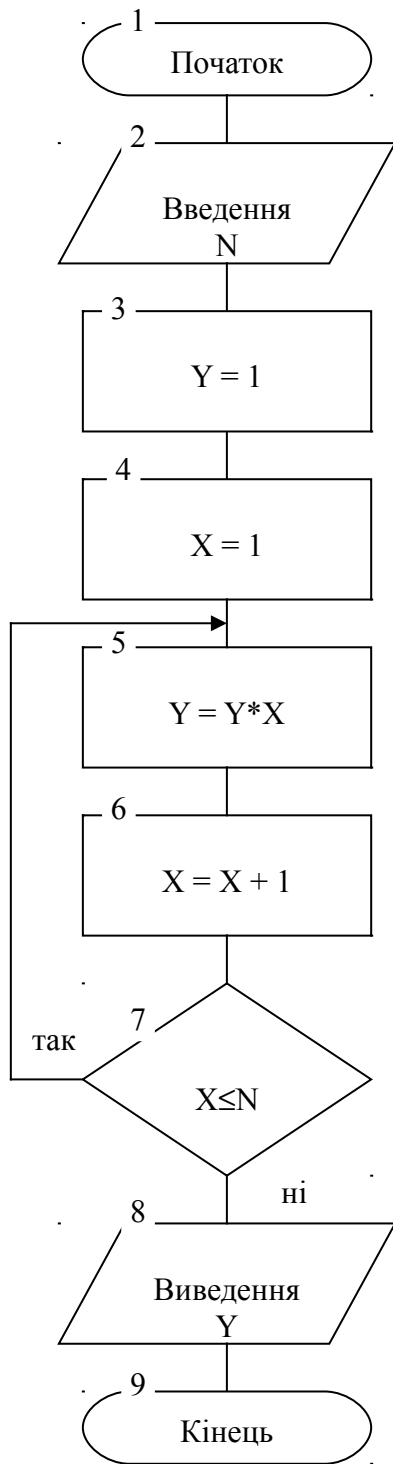 1
Початок
2
Введення
N
3
Y = 1
4
X = 1
5
Y = Y*X
6
X = X + 1
7
так
X≤N
ні
8
Виведення
Y
9
Кінець